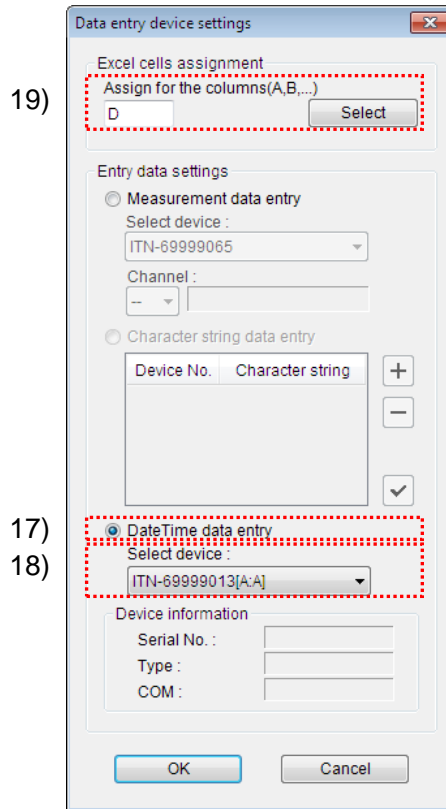 Data entry device settings
Excel cells assignment
19)
Assign for the columns(A,B,...)
D
Select
Entry data settings
Measurement data entry
Select device :
ITN-69999065
Channel :
--
Character string data entry
Device No. Character string
17)
DateTime data entry
18)
Select device :
ITN-69999013[A:A]
Device information
Serial No. :
Type :
COM :
OK Cancel